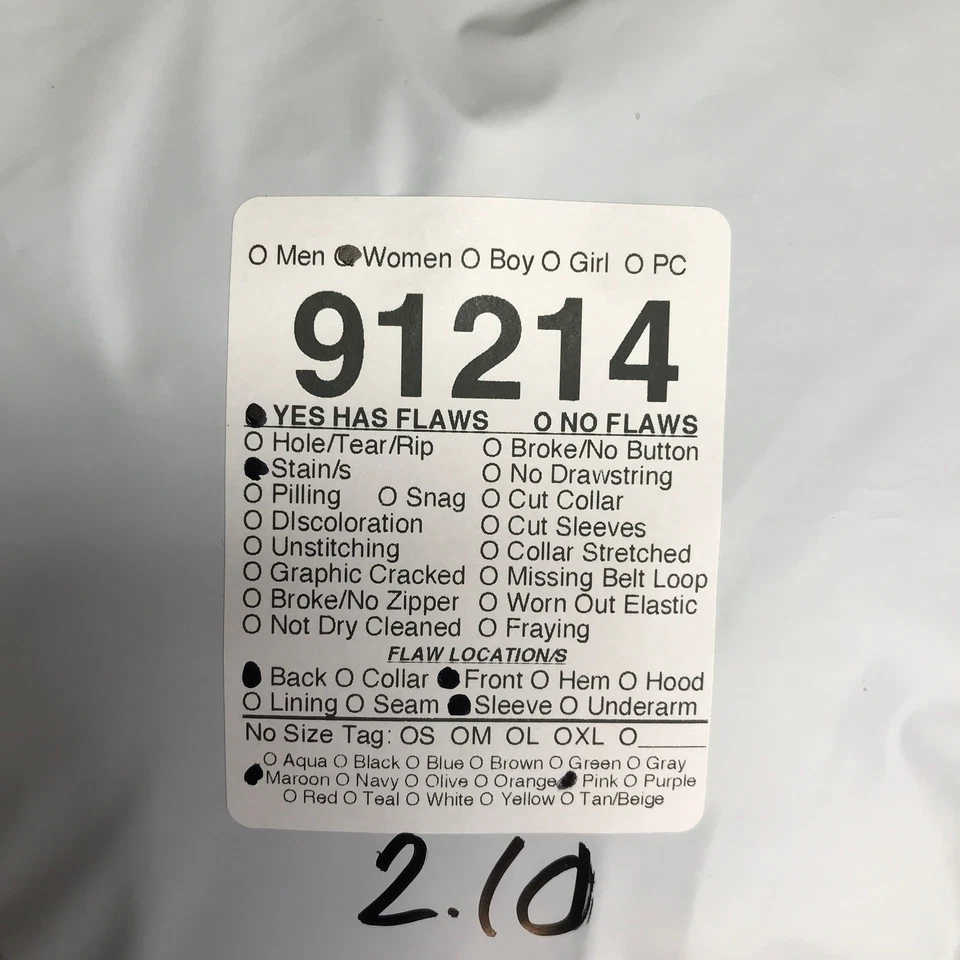 O Men ● Women O Boy O Girl O PC
91214
● YES HAS FLAWS O NO FLAWS
O Hole/Tear/Rip O Broke/No Button
● Stain/s O No Drawstring
O Pilling O Snag O Cut Collar
O DIscoloration O Cut Sleeves
O Unstitching O Collar Stretched
O Graphic Cracked O Missing Belt Loop
O Broke/No Zipper O Worn Out Elastic
O Not Dry Cleaned O Fraying
FLAW LOCATION/S
● Back O Collar ● Front O Hem O Hood
O Lining O Seam ● Sleeve O Underarm
No Size Tag: OS OM OL OXL O_____
O Aqua O Black O Blue O Brown O Green O Gray
● Maroon O Navy O Olive O Orange ● Pink O Purple
O Red O Teal O White O Yellow O Tan/Beige
2.10